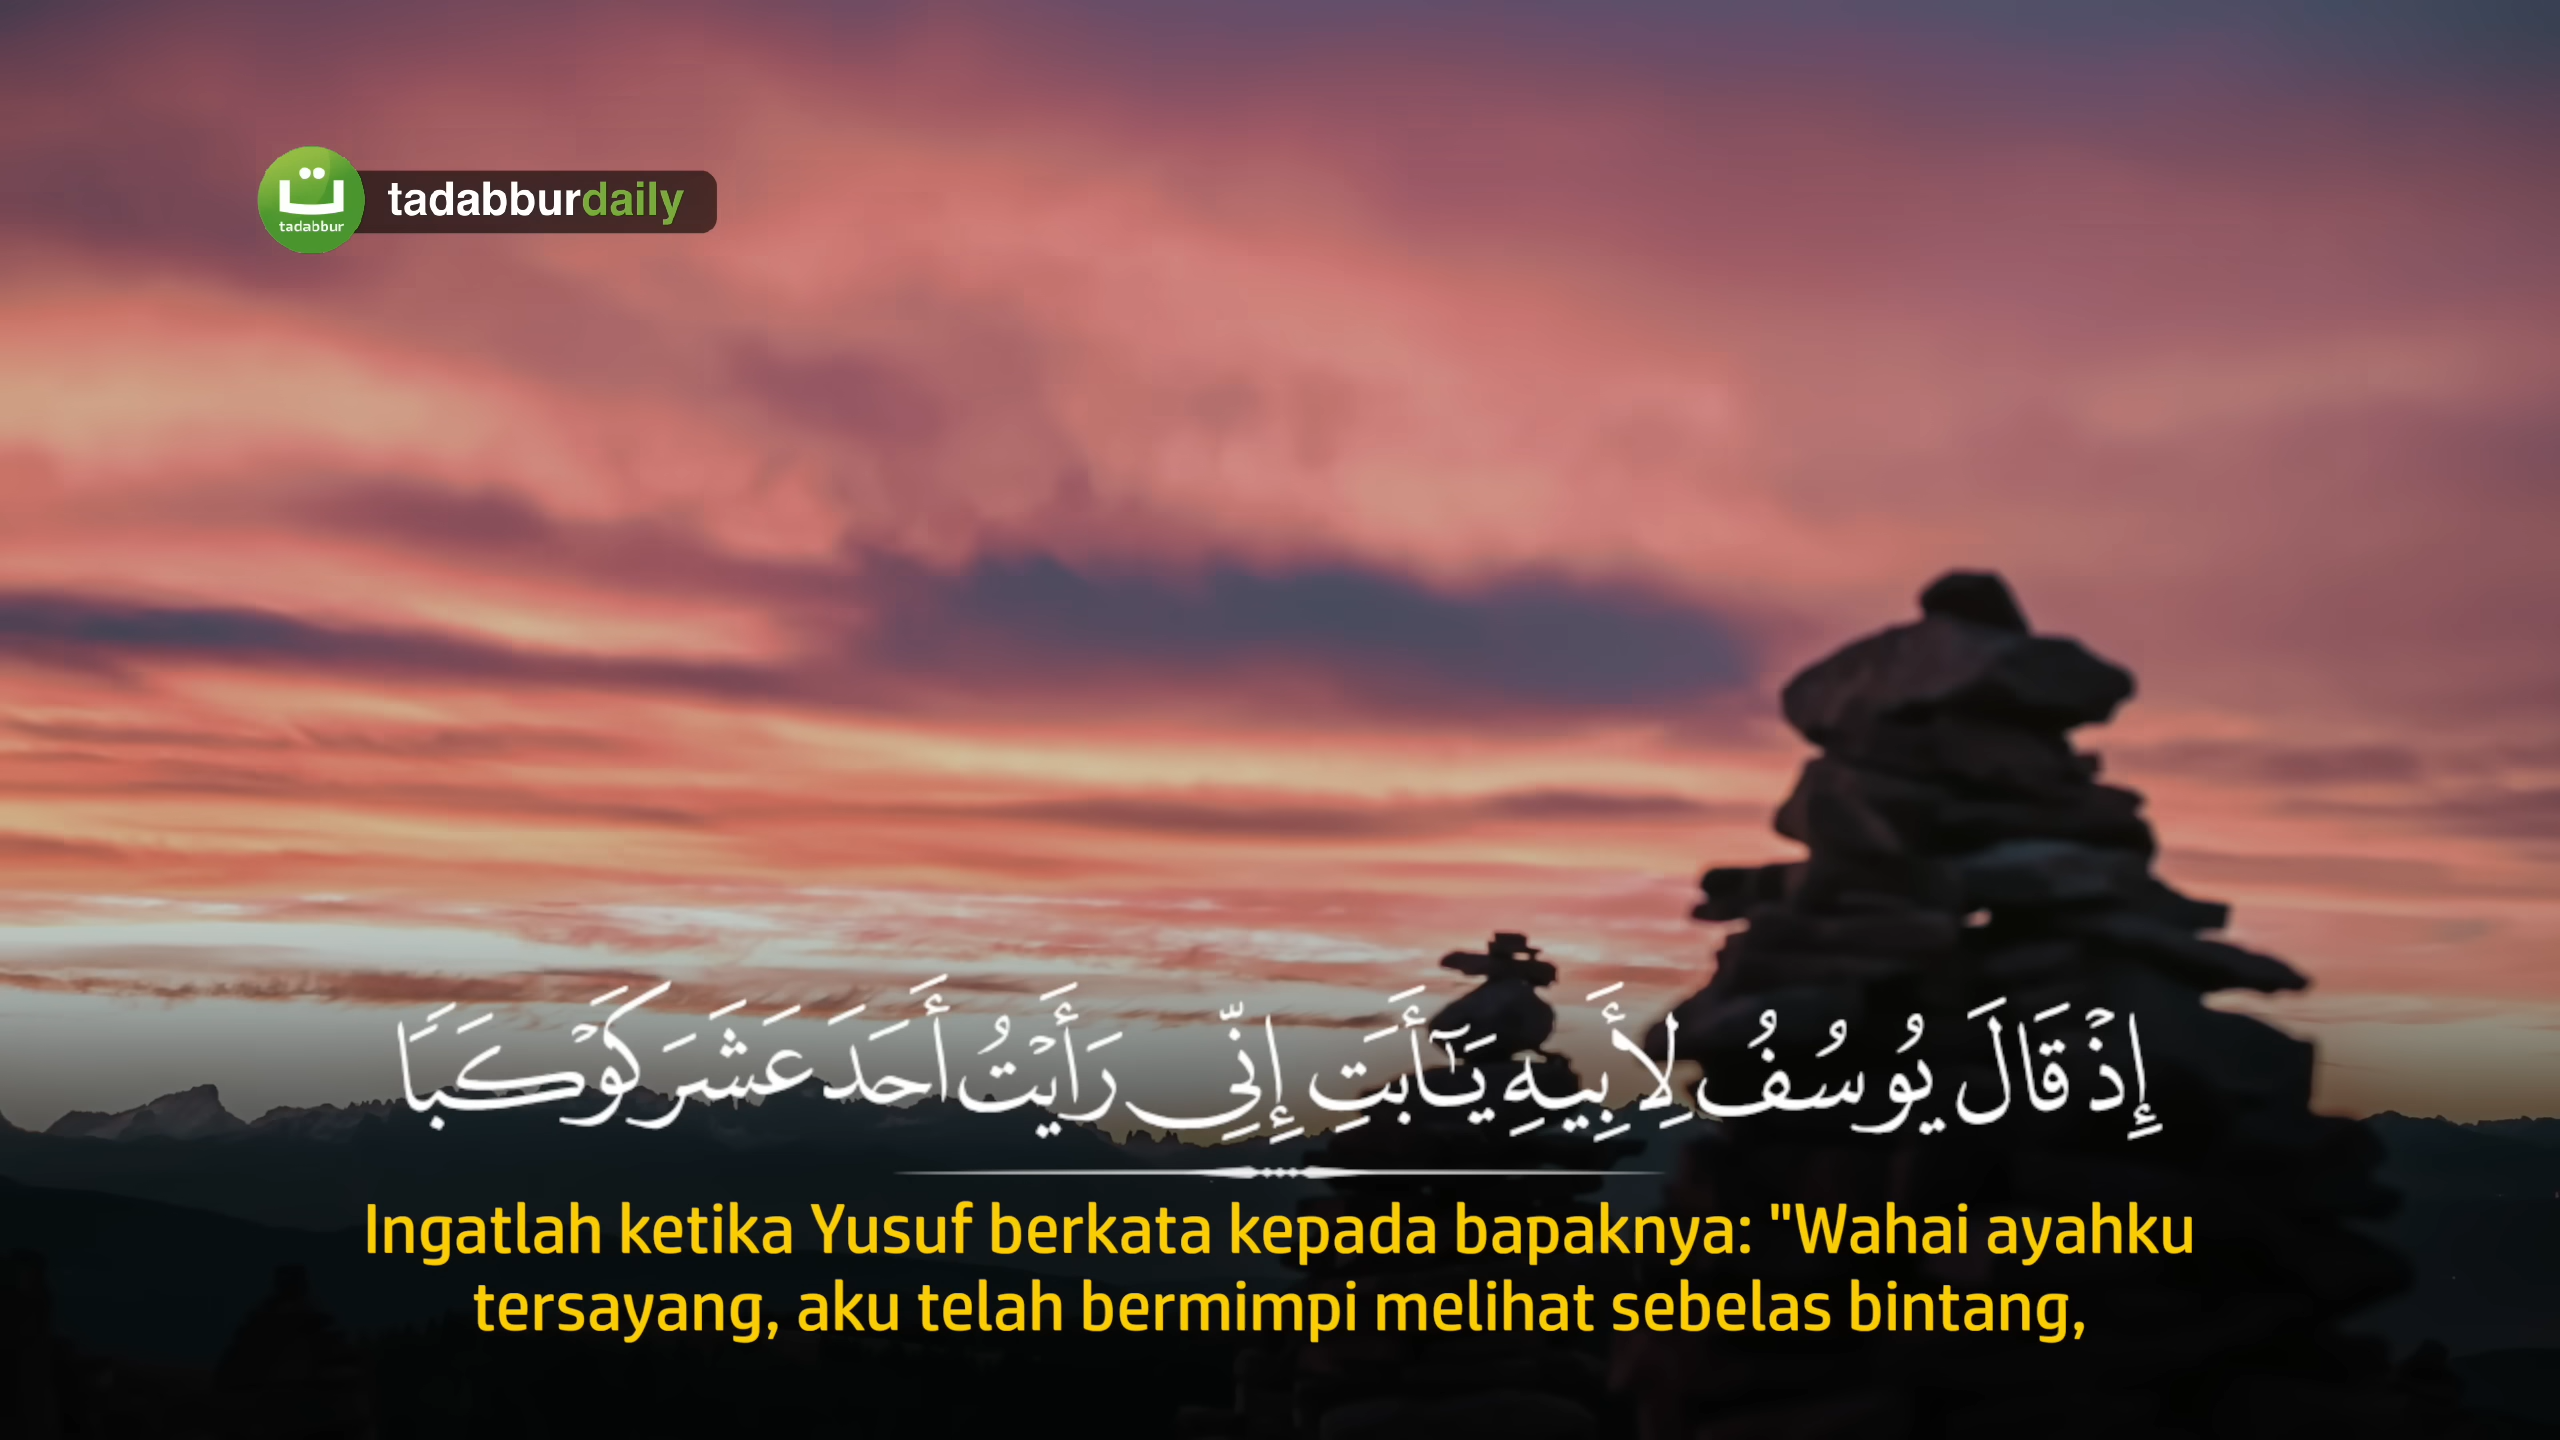 ت
tadabbur
tadabburdaily
إِذْ قَالَ يُوسُفُ لِأَبِيهِ يَـٰٓأَبَتِ إِنِّى رَأَيْتُ أَحَدَ عَشَرَ كَوْكَبًا
Ingatlah ketika Yusuf berkata kepada bapaknya: "Wahai ayahku
tersayang, aku telah bermimpi melihat sebelas bintang,